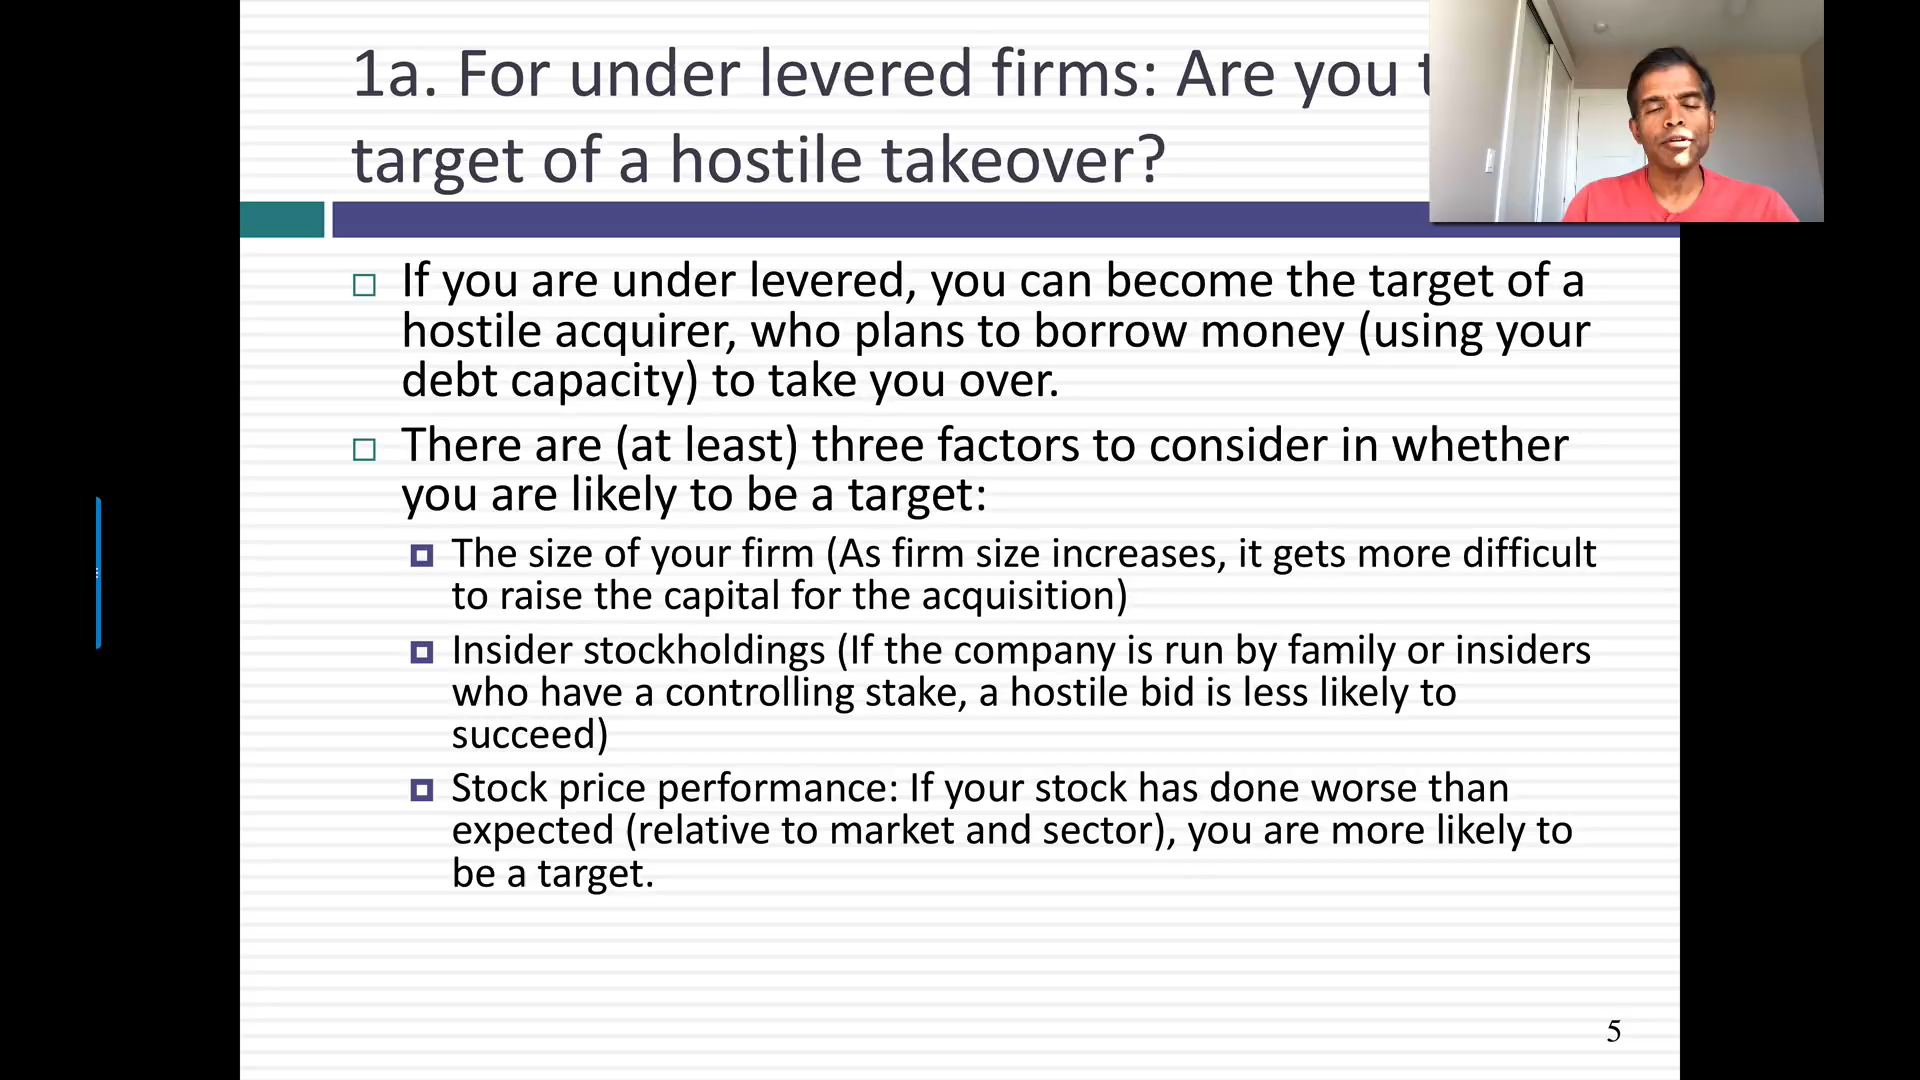 1a. For under levered firms: Are you
target of a hostile takeover?
If you are under levered, you can become the target of a
hostile acquirer, who plans to borrow money (using your
debt capacity) to take you over.
There are (at least) three factors to consider in whether
you are likely to be a target:
The size of your firm (As firm size increases, it gets more difficult
to raise the capital for the acquisition)
Insider stockholdings (If the company is run by family or insiders
who have a controlling stake, a hostile bid is less likely to
succeed)
Stock price performance: If your stock has done worse than
expected (relative to market and sector), you are more likely to
be a target.
5